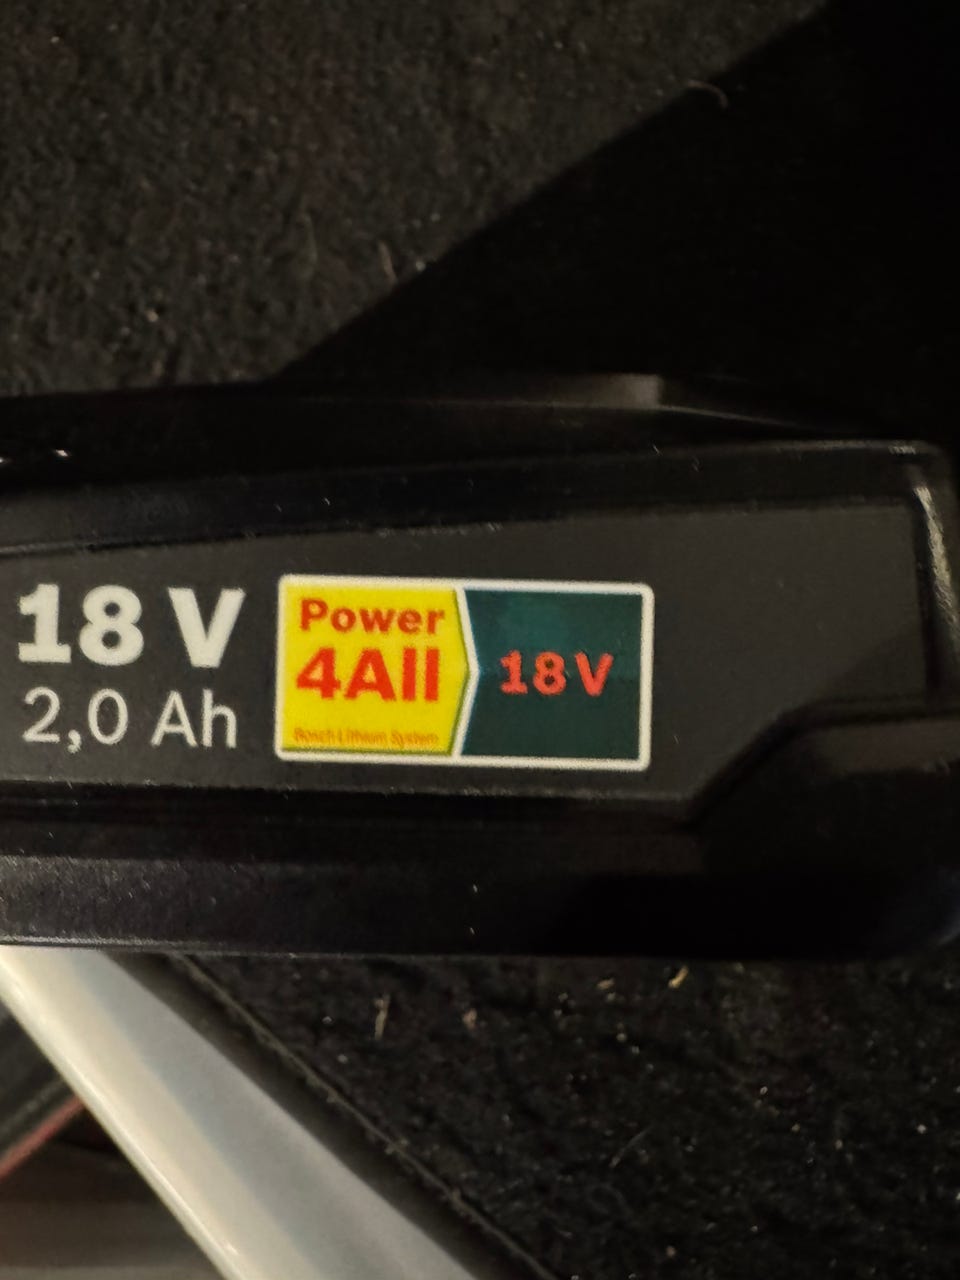 18 V
2,0 Ah
Power
4All
Bosch Lithium System
18V